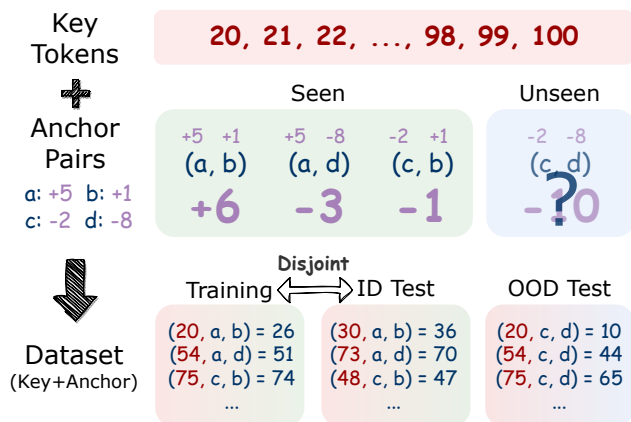 Key Tokens
20, 21, 22, ..., 98, 99, 100
+
Anchor Pairs
a: +5 b: +1
c: -2 d: -8
Seen
Unseen
+5 +1
+5 -8
-2 +1
-2 -8
(a, b)
(a, d)
(c, b)
(c, d)
+6
-3
-1
-10
?
Disjoint
Training
ID Test
OOD Test
Dataset
(Key+Anchor)
(20, a, b) = 26
(54, a, d) = 51
(75, c, b) = 74
...
(30, a, b) = 36
(73, a, d) = 70
(48, c, b) = 47
...
(20, c, d) = 10
(54, c, d) = 44
(75, c, d) = 65
...